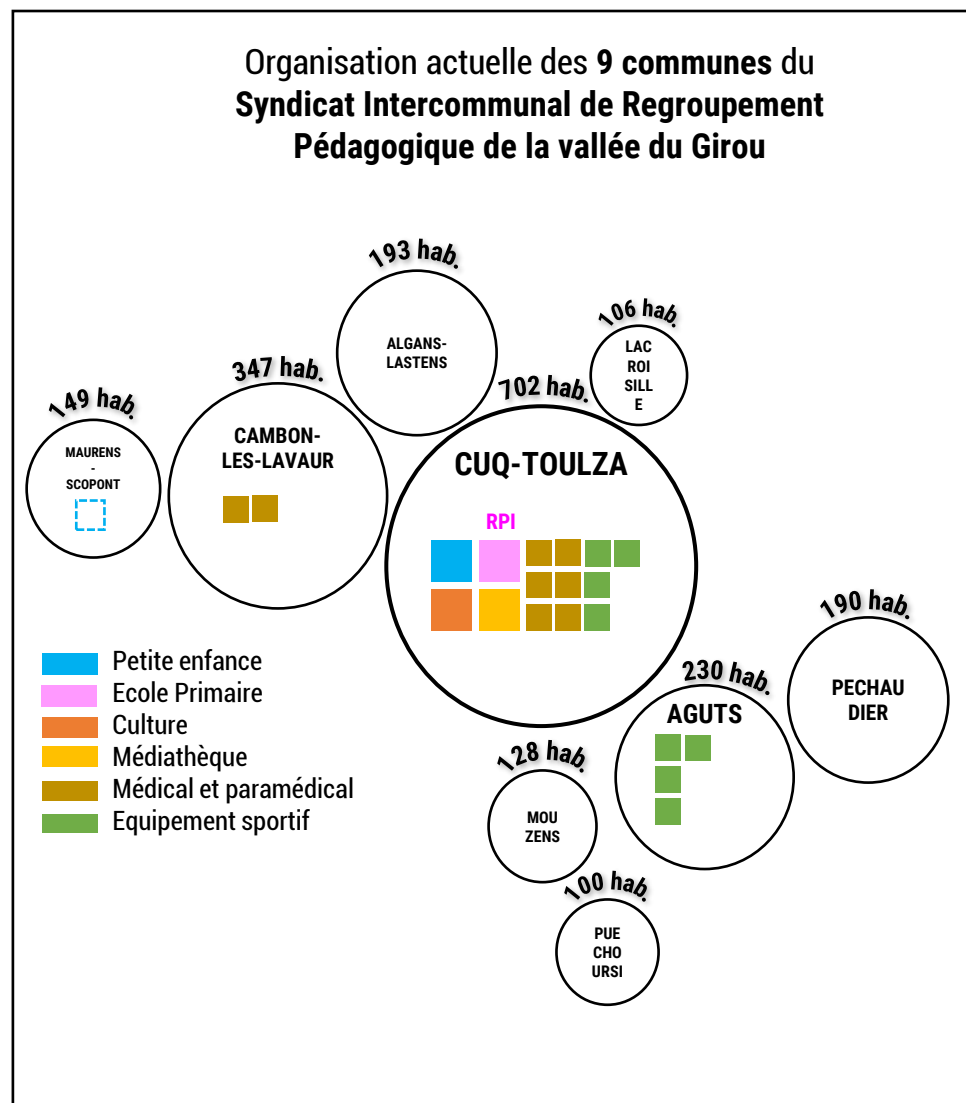 Organisation actuelle des 9 communes du
Syndicat Intercommunal de Regroupement
Pédagogique de la vallée du Girou
193 hab.
ALGANS-
LASTENS
106 hab.
LAC
ROI
SILL
E
347 hab.
CAMBON-
LES-LAVAUR
149 hab.
MAURENS
-
SCOPONT
702 hab.
CUQ-TOULZA
RPI
190 hab.
PECHAU
DIER
230 hab.
AGUTS
128 hab.
MOU
ZENS
100 hab.
PUE
CHO
URSI
Petite enfance
Ecole Primaire
Culture
Médiathèque
Médical et paramédical
Equipement sportif